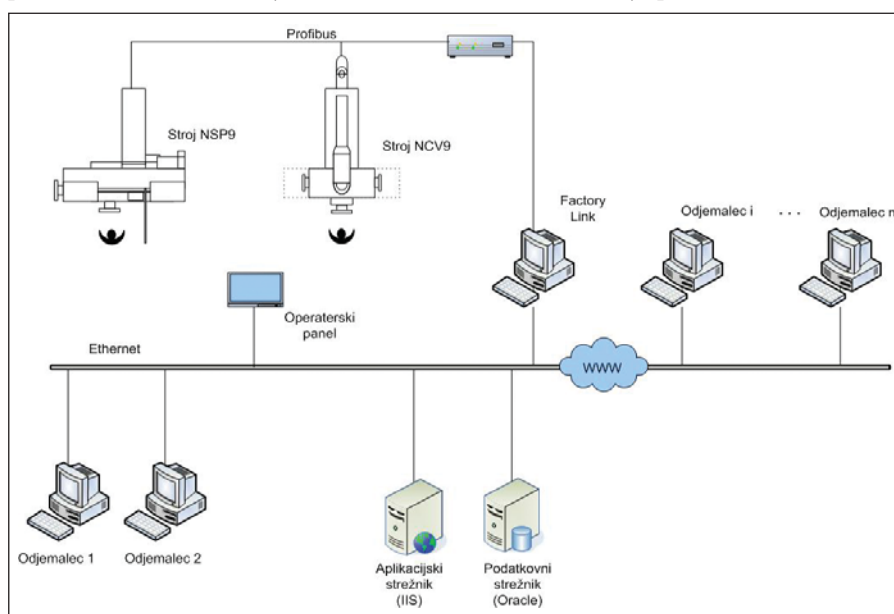 Profibus
Stroj NSP9
Stroj NCV9
Factory
Link
Odjemalec i
. . .
Odjemalec n
Operaterski
panel
Ethernet
WWW
Odjemalec 1
Odjemalec 2
Aplikacijski
strežnik
(IIS)
Podatkovni
strežnik
(Oracle)